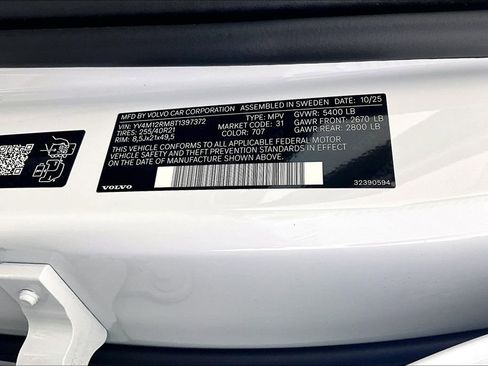 MFD BY VOLVO CAR CORPORATION ASSEMBLED IN SWEDEN DATE: 10/25
VIN: YV4M12RM8T1397372 TYPE: MPV GVWR: 5400 LB
TIRES: 255/40R21 MARKET CODE: 31 GAWR FRONT: 2670 LB
RIM: 8,5Jx21x49,5 COLOR: 707 GAWR REAR: 2800 LB
THIS VEHICLE CONFORMS TO ALL APPLICABLE FEDERAL MOTOR
VEHICLE SAFETY AND THEFT PREVENTION STANDARDS IN EFFECT
ON THE DATE OF MANUFACTURE SHOWN ABOVE.
VOLVO 32390594